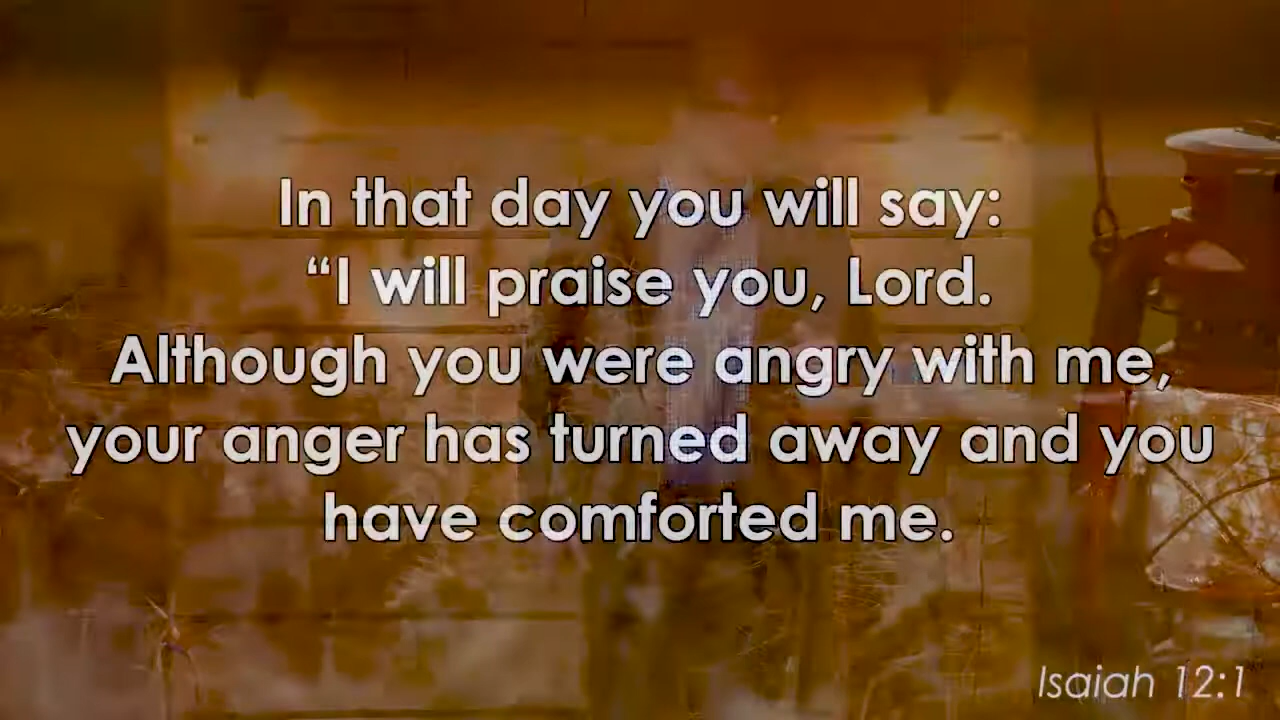 In that day you will say:
“I will praise you, Lord.
Although you were angry with me,
your anger has turned away and you
have comforted me.
Isaiah 12:1